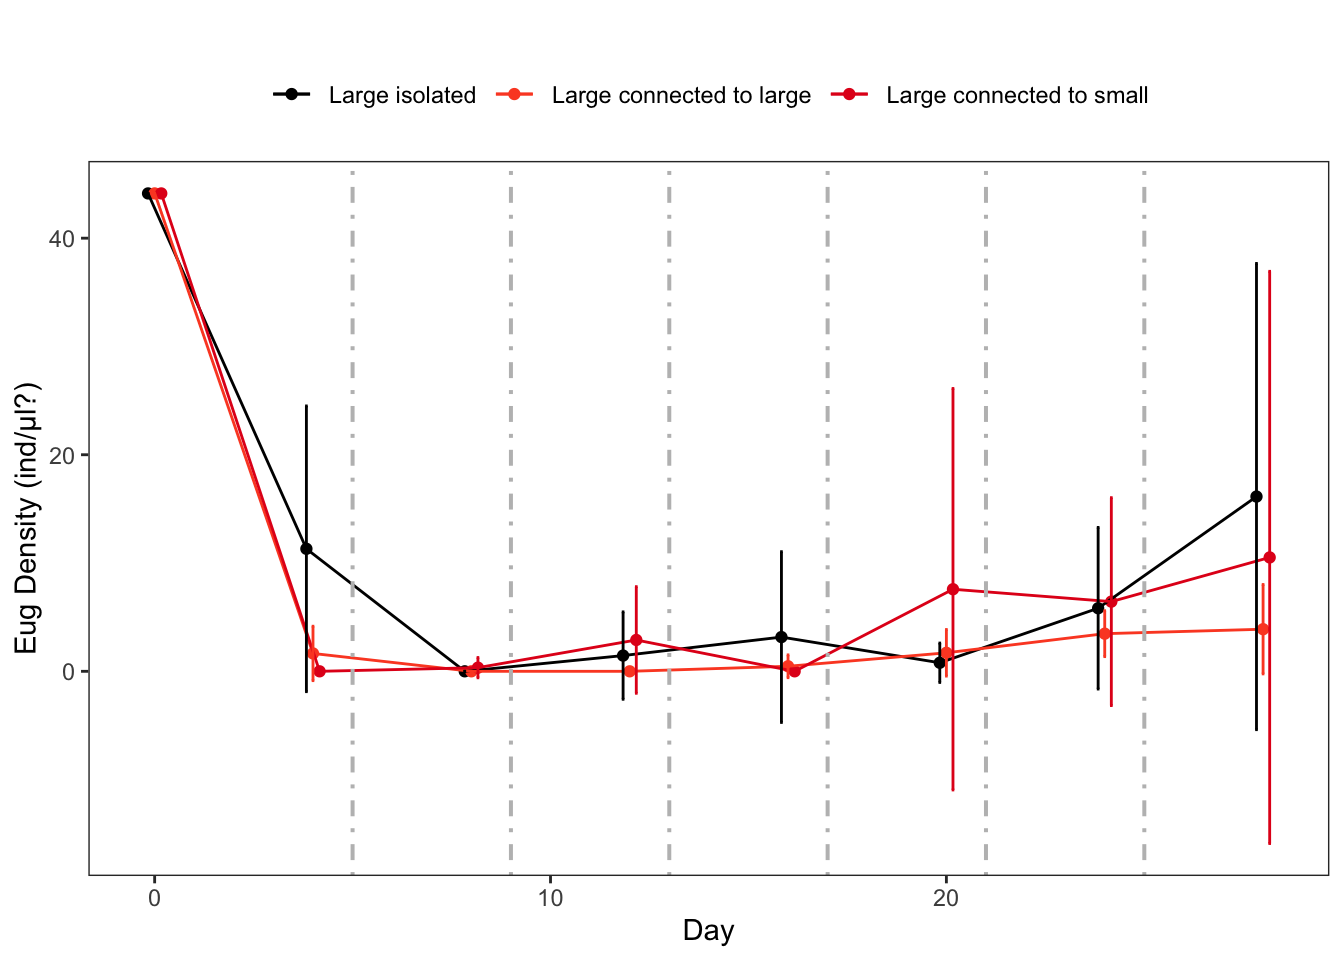 Large isolated Large connected to large Large connected to small
Eug Density (ind/µl?)
40
20
0
0 10 20
Day